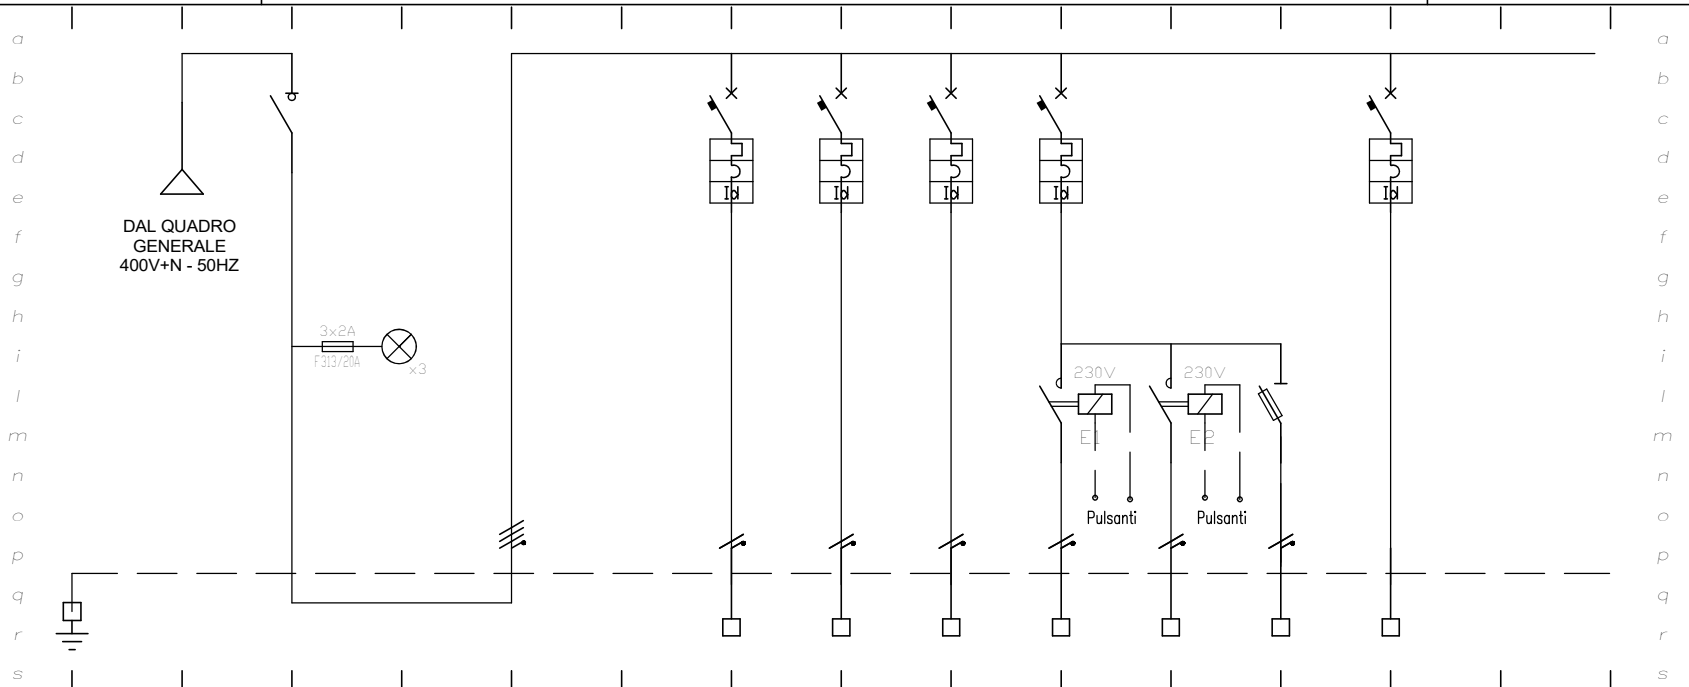 a a
b b
c c
d d
Id Id Id Id Id
e e
DAL QUADRO
GENERALE
400V+N - 50HZ
f f
g g
h h
3x2A
F313/20A
x3
i i
230V 230V
l l
E1 E2
m m
n n
Pulsanti Pulsanti
o o
p p
q q
r r
s s